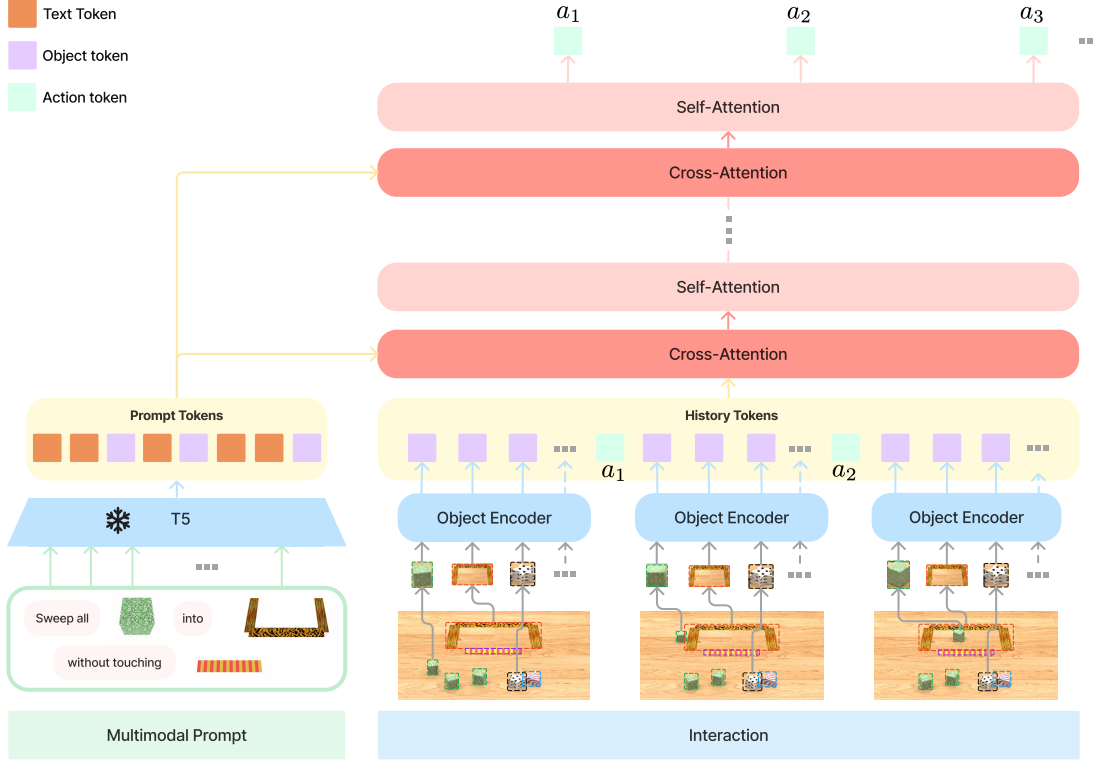 Text Token
Object token
Action token
a₁
a₂
a₃
Self-Attention
Cross-Attention
Self-Attention
Cross-Attention
Prompt Tokens
History Tokens
a₁
a₂
T5
Object Encoder
Object Encoder
Object Encoder
Sweep all
into
without touching
Multimodal Prompt
Interaction